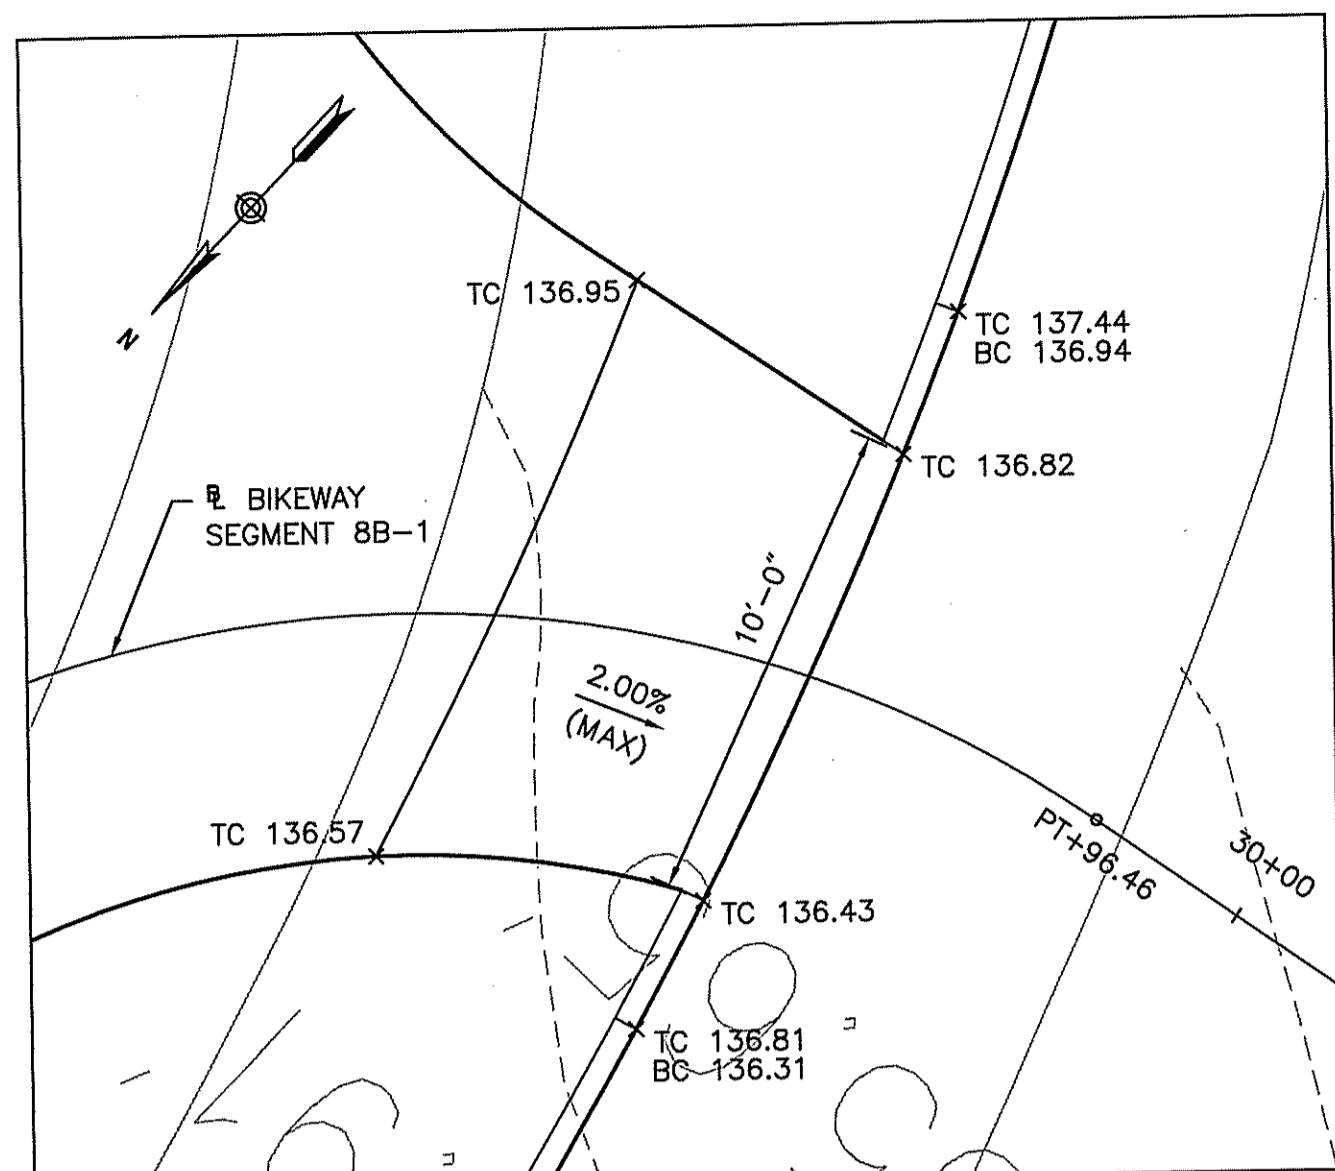 N
TC 136.95
TC 137.44
BC 136.94
TC 136.82
BIKEWAY
SEGMENT 8B-1
10'-0"
2.00%
(MAX)
TC 136.57
PT+96.46
30+00
TC 136.43
TC 136.81
BC 136.31